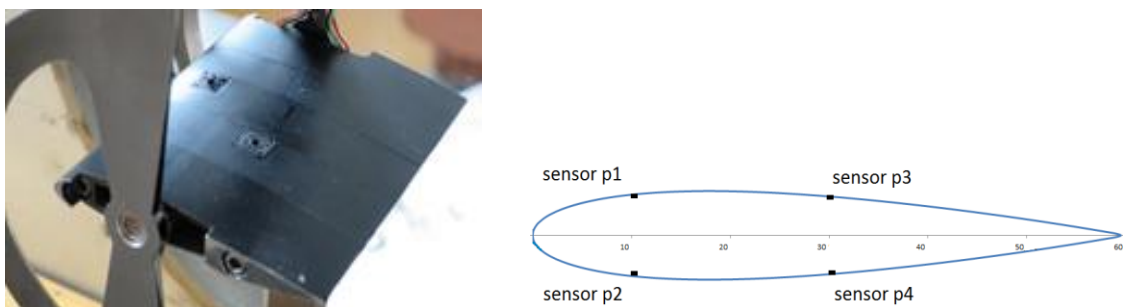 sensor p1
sensor p3
10 20 30 40 50 60
sensor p2
sensor p4